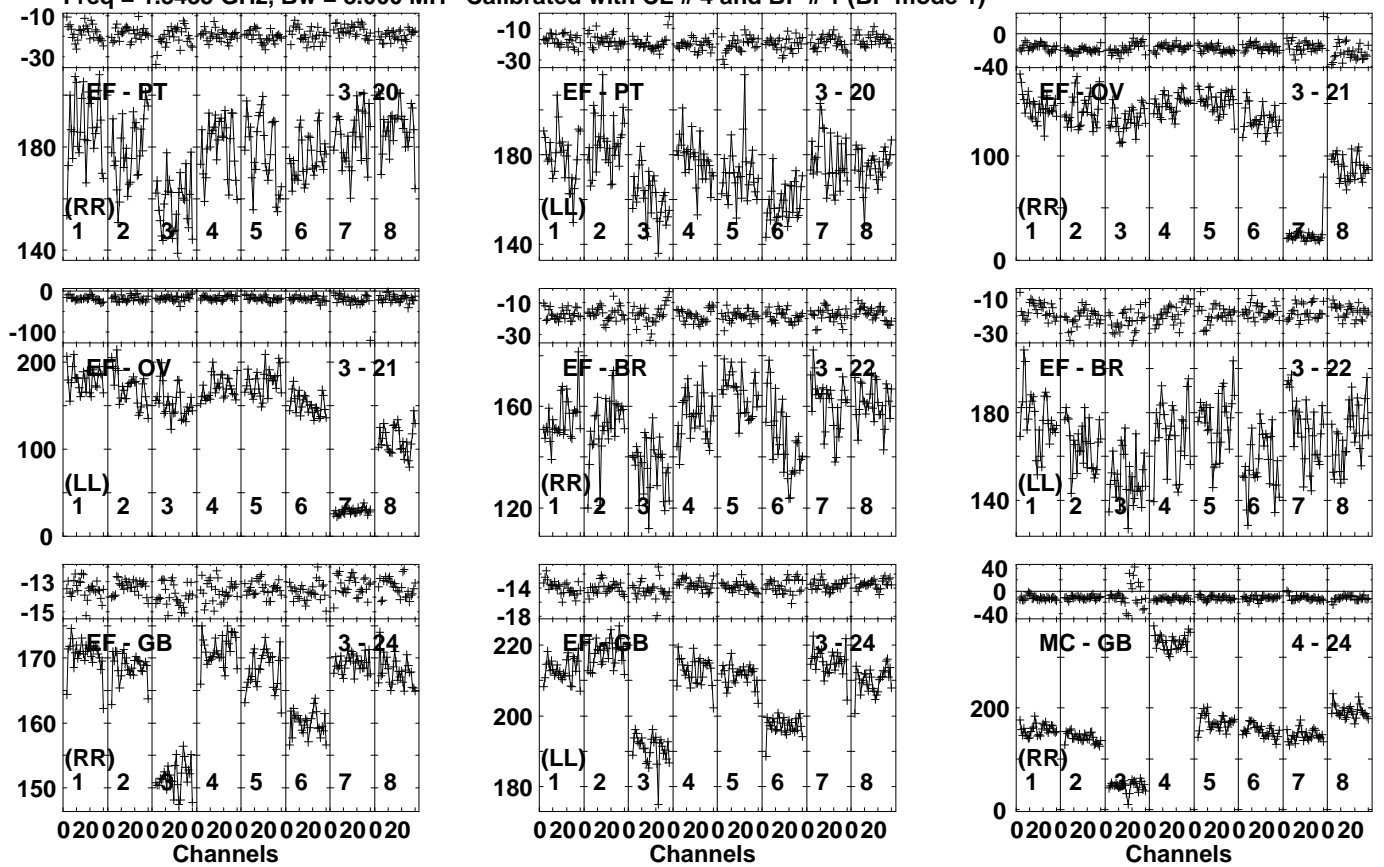 Calibrated with CL # 4 and BP # 1 (BP mode 1)
-10
-30
EF - PT 3 - 20
180
(RR)
1 2 3 4 5 6 7 8
140
-10
-30
EF - PT 3 - 20
180
(LL)
1 2 3 4 5 6 7 8
140
0
-40
EF - OV 3 - 21
100
(RR)
1 2 3 4 5 6 7 8
0
0
-100
200
EF - OV 3 - 21
100
(LL)
1 2 3 4 5 6 7 8
0
-10
-30
EF - BR 3 - 22
160
(RR)
1 2 3 4 5 6 7 8
120
-10
-30
EF - BR 3 - 22
180
(LL)
1 2 3 4 5 6 7 8
140
-13
-15
EF - GB 3 - 24
170
160
(RR)
1 2 3 4 5 6 7 8
150
0 20 0 20 0 20 0 20 0 20 0 20 0 20 0 20
Channels
-14
-18
EF - GB 3 - 24
220
200
(LL)
1 2 3 4 5 6 7 8
180
0 20 0 20 0 20 0 20 0 20 0 20 0 20 0 20
Channels
40
0
-40
MC - GB 4 - 24
200
(RR)
1 2 3 4 5 6 7 8
0
0 20 0 20 0 20 0 20 0 20 0 20 0 20 0 20
Channels